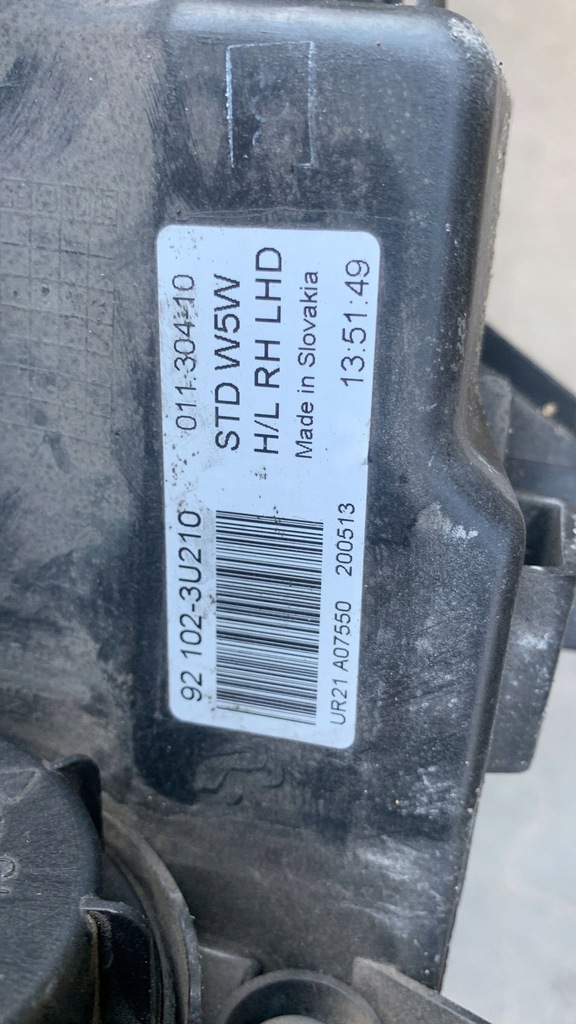 92 102-3U210 011.304-10
STD W5W
H/L RH LHD
Made in Slovakia
UR21 A07550 200513 13:51:49